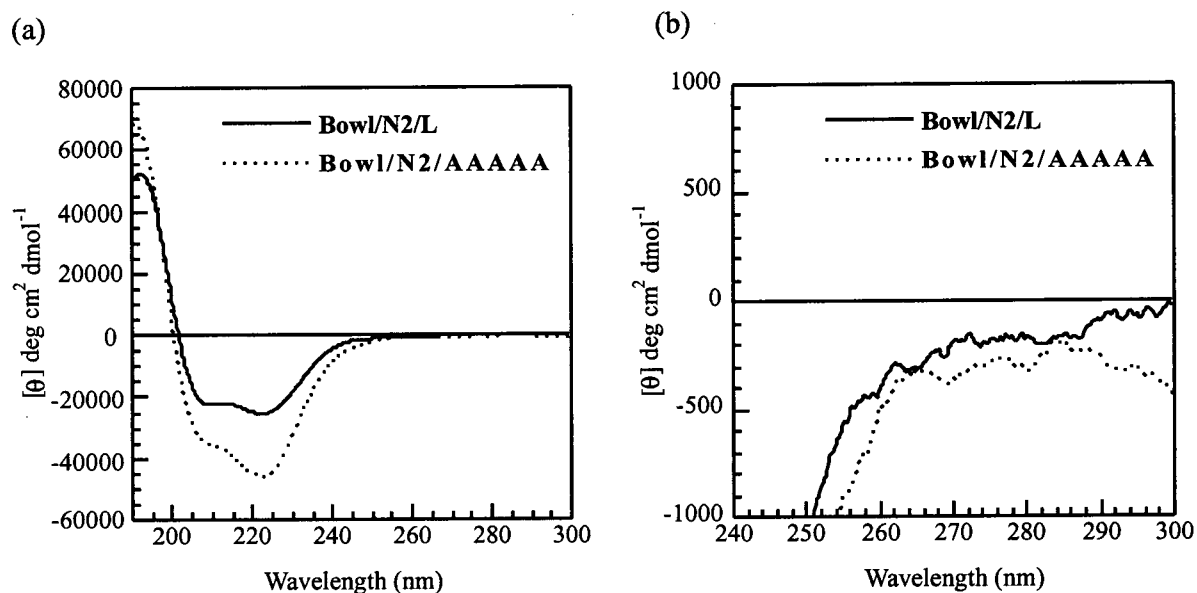 (a)
80000
60000
40000
20000
0
-20000
-40000
-60000
[θ] deg cm² dmol⁻¹
Bowl/N2/L
Bowl/N2/AAAAA
200 220 240 260 280 300
Wavelength (nm)
(b)
1000
500
0
-500
-1000
[θ] deg cm² dmol⁻¹
Bowl/N2/L
Bowl/N2/AAAAA
240 250 260 270 280 290 300
Wavelength (nm)